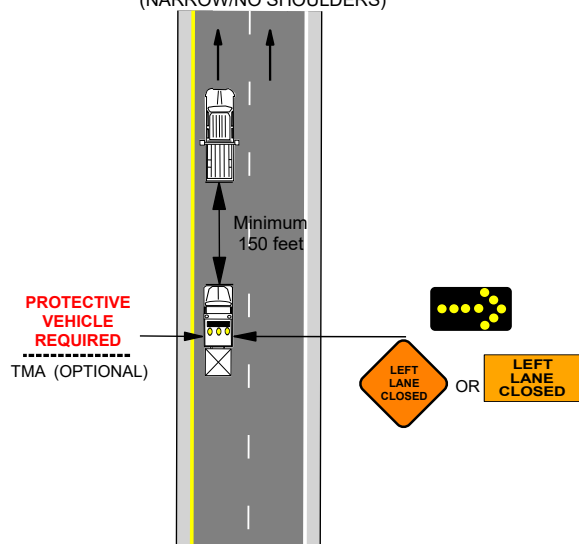 (NARROW/NO SHOULDERS)
Minimum
150 feet
PROTECTIVE
VEHICLE
REQUIRED
TMA (OPTIONAL)
LEFT
LANE
CLOSED
OR
LEFT
LANE
CLOSED